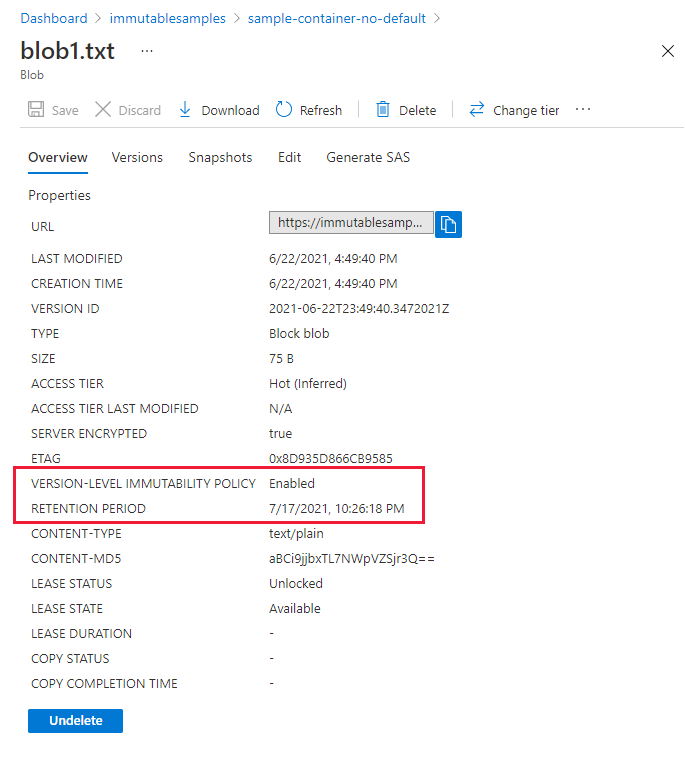 Dashboard > immutablesamples > sample-container-no-default >
blob1.txt ...
Blob
Save Discard Download Refresh Delete Change tier ...
Overview Versions Snapshots Edit Generate SAS
Properties
URL https://immutablesamp...
LAST MODIFIED 6/22/2021, 4:49:40 PM
CREATION TIME 6/22/2021, 4:49:40 PM
VERSION ID 2021-06-22T23:49:40.3472021Z
TYPE Block blob
SIZE 75 B
ACCESS TIER Hot (Inferred)
ACCESS TIER LAST MODIFIED N/A
SERVER ENCRYPTED true
ETAG 0x8D935D866CB9585
VERSION-LEVEL IMMUTABILITY POLICY Enabled
RETENTION PERIOD 7/17/2021, 10:26:18 PM
CONTENT-TYPE text/plain
CONTENT-MD5 aBCi9jjbxTL7NWpVZSjr3Q==
LEASE STATUS Unlocked
LEASE STATE Available
LEASE DURATION -
COPY STATUS -
COPY COMPLETION TIME -
Undelete